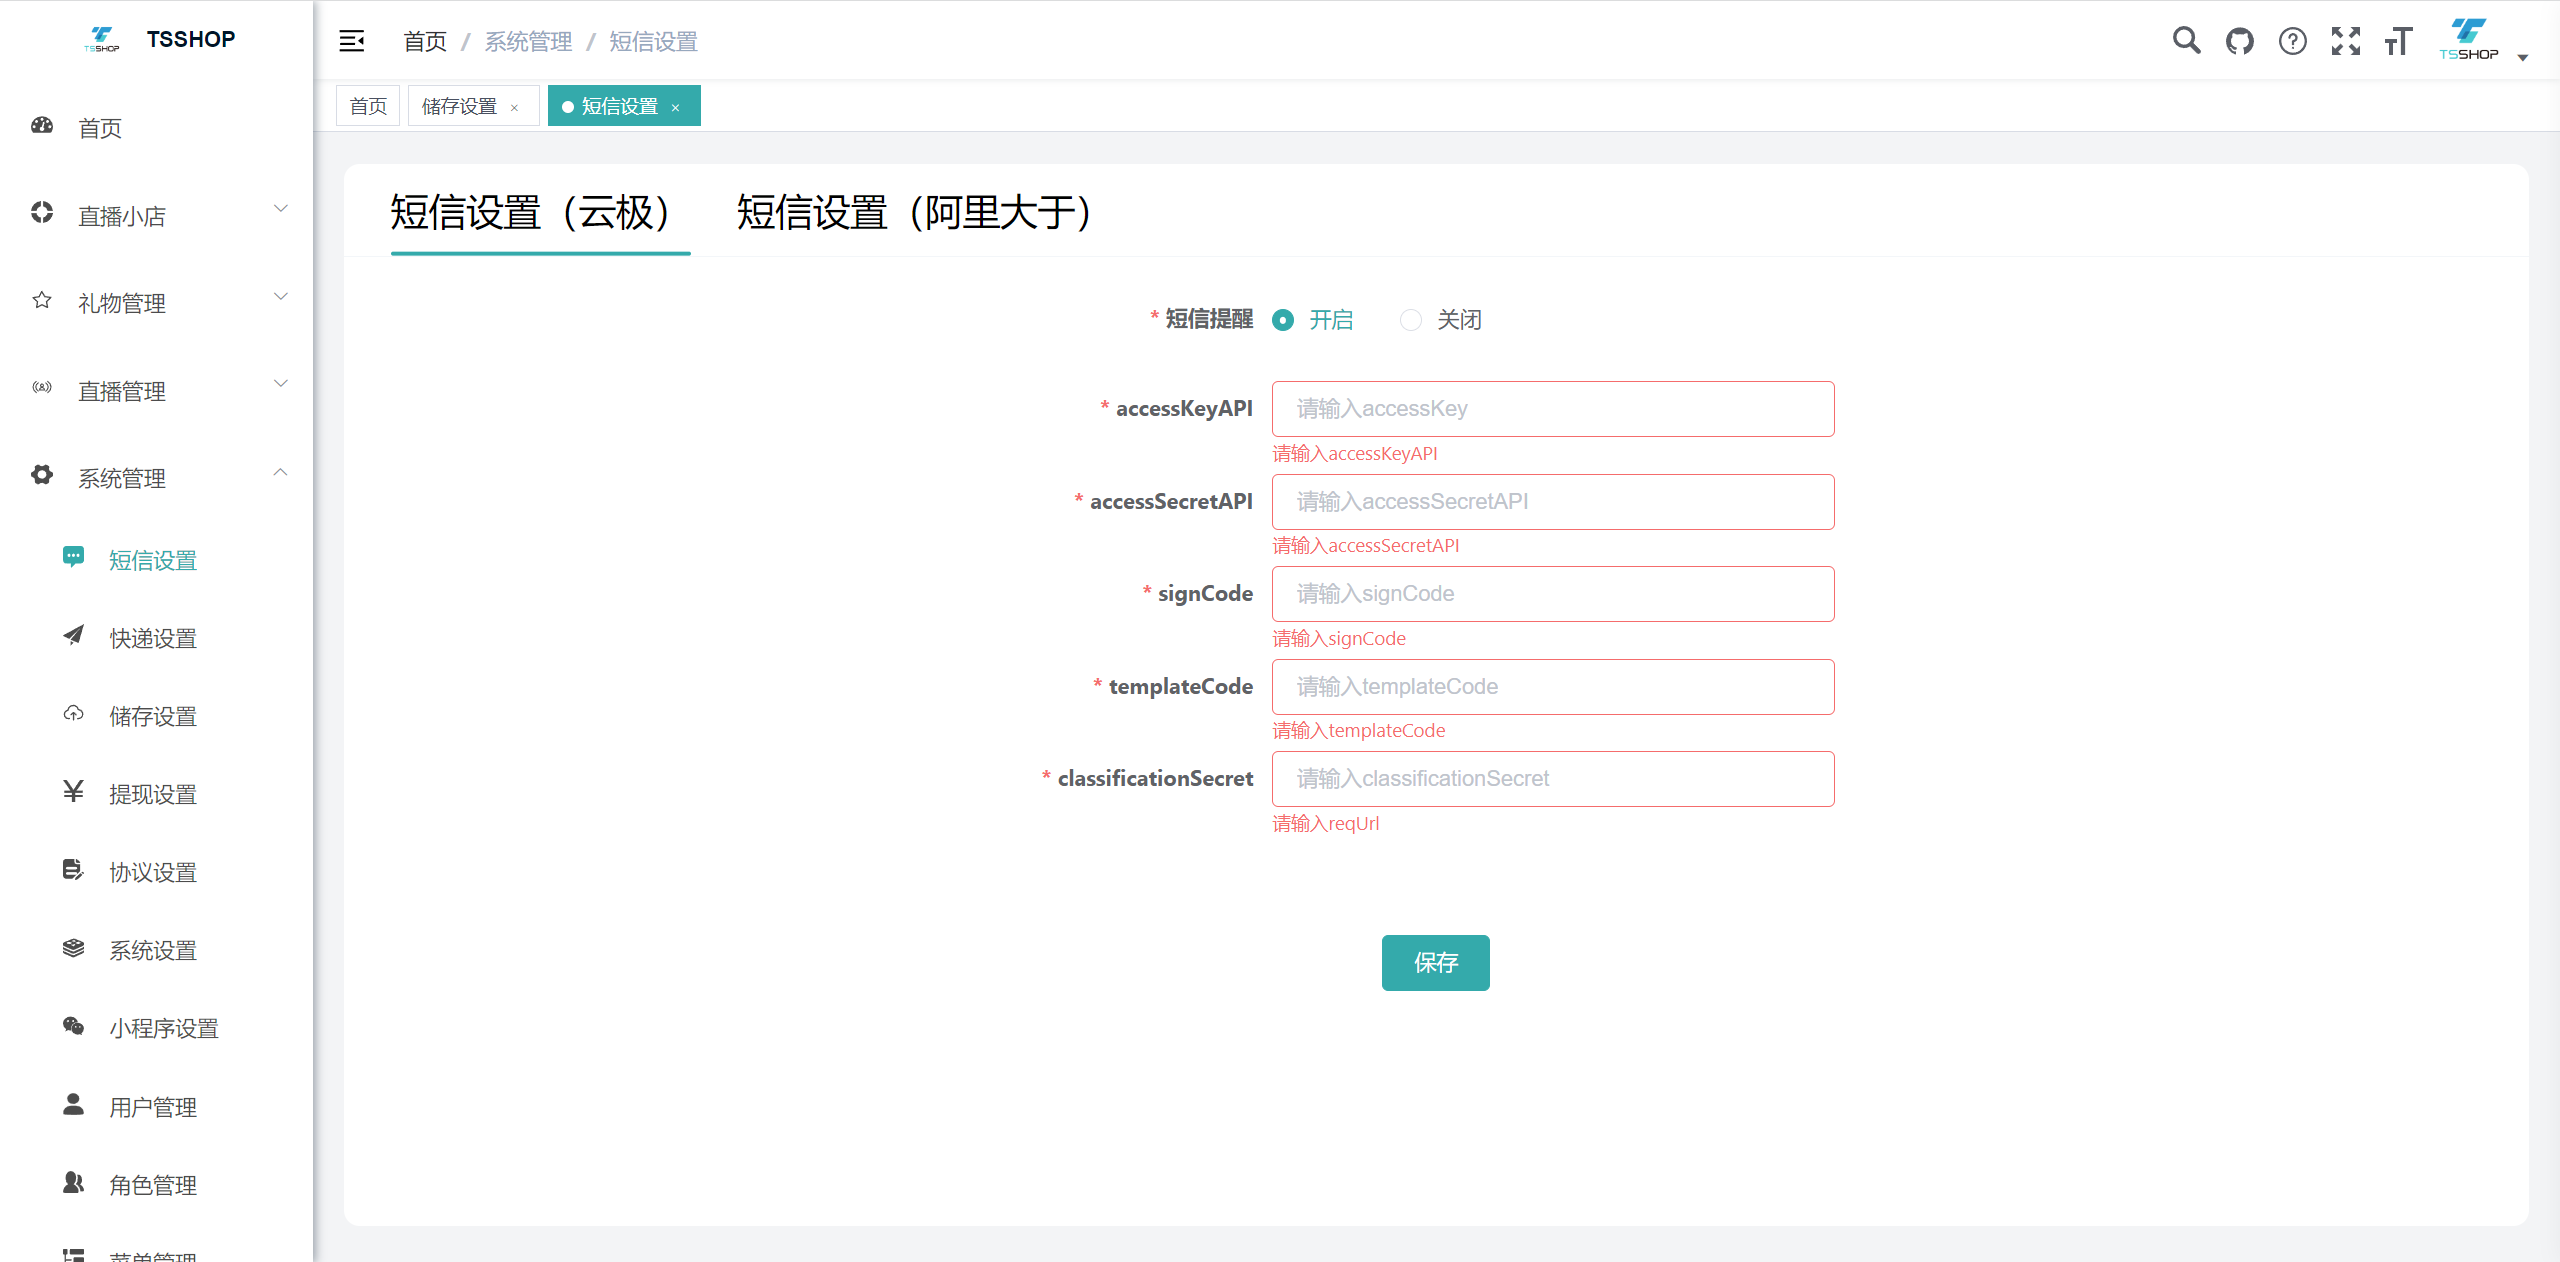 TSSHOP TSSHOP
首页
直播小店
礼物管理
直播管理
系统管理
短信设置
快递设置
储存设置
提现设置
协议设置
系统设置
小程序设置
用户管理
角色管理
菜单管理
首页 / 系统管理 / 短信设置
TSSHOP
首页 储存设置 × 短信设置 ×
短信设置（云极） 短信设置（阿里大于）
* 短信提醒 开启 关闭
* accessKeyAPI 请输入accessKey
请输入accessKeyAPI
* accessSecretAPI 请输入accessSecretAPI
请输入accessSecretAPI
* signCode 请输入signCode
请输入signCode
* templateCode 请输入templateCode
请输入templateCode
* classificationSecret 请输入classificationSecret
请输入reqUrl
保存